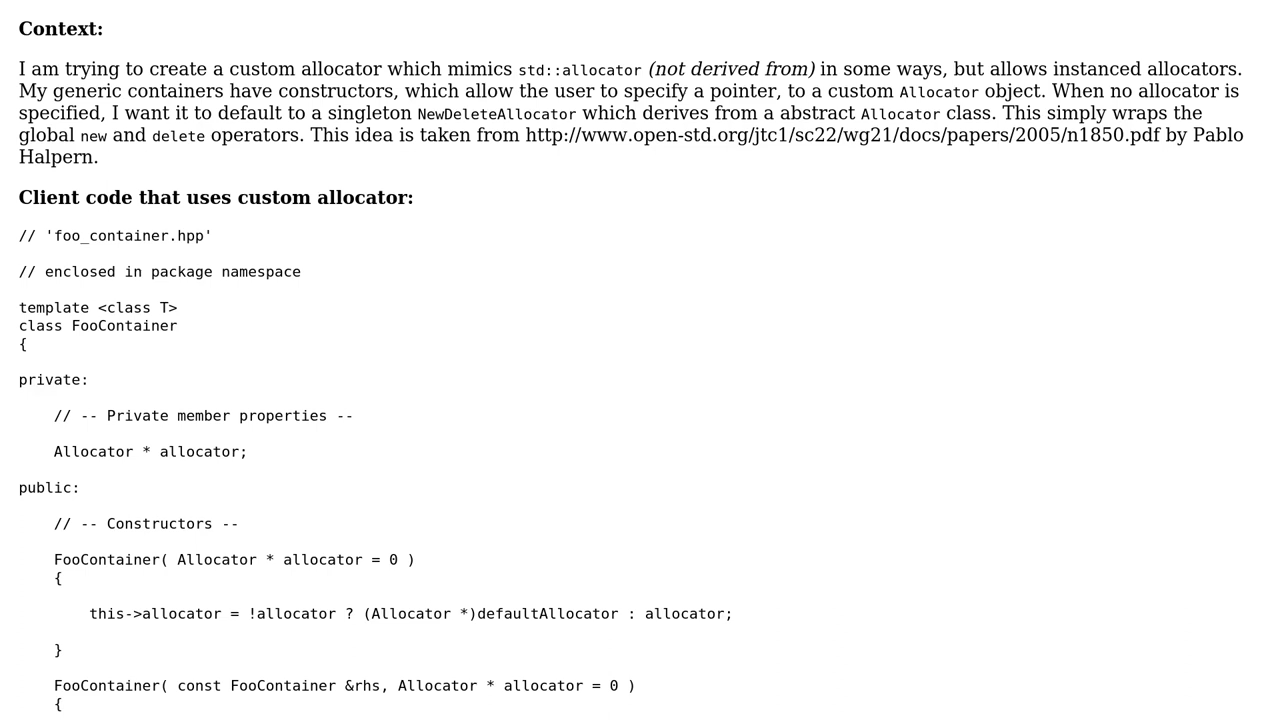 Context:
I am trying to create a custom allocator which mimics std::allocator (not derived from) in some ways, but allows instanced allocators.
My generic containers have constructors, which allow the user to specify a pointer, to a custom Allocator object. When no allocator is
specified, I want it to default to a singleton NewDeleteAllocator which derives from a abstract Allocator class. This simply wraps the
global new and delete operators. This idea is taken from http://www.open-std.org/jtc1/sc22/wg21/docs/papers/2005/n1850.pdf by Pablo
Halpern.
Client code that uses custom allocator:
// 'foo_container.hpp'
// enclosed in package namespace
template <class T>
class FooContainer
{
private:
    // -- Private member properties --
    Allocator * allocator;
public:
    // -- Constructors --
    FooContainer( Allocator * allocator = 0 )
    {
        this->allocator = !allocator ? (Allocator *)defaultAllocator : allocator;
    }
    FooContainer( const FooContainer &rhs, Allocator * allocator = 0 )
    {